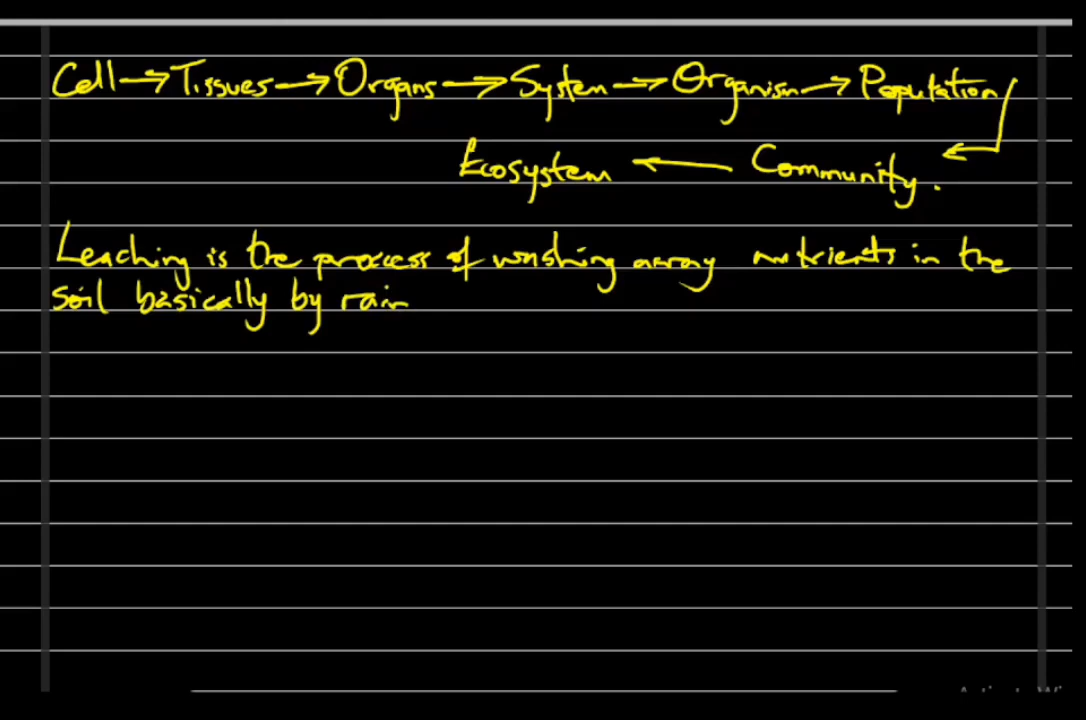 Cell → Tissues → Organs → System → Organism → Population
Ecosystem ← Community.
Leaching is the process of washing away nutrients in the
soil basically by rain